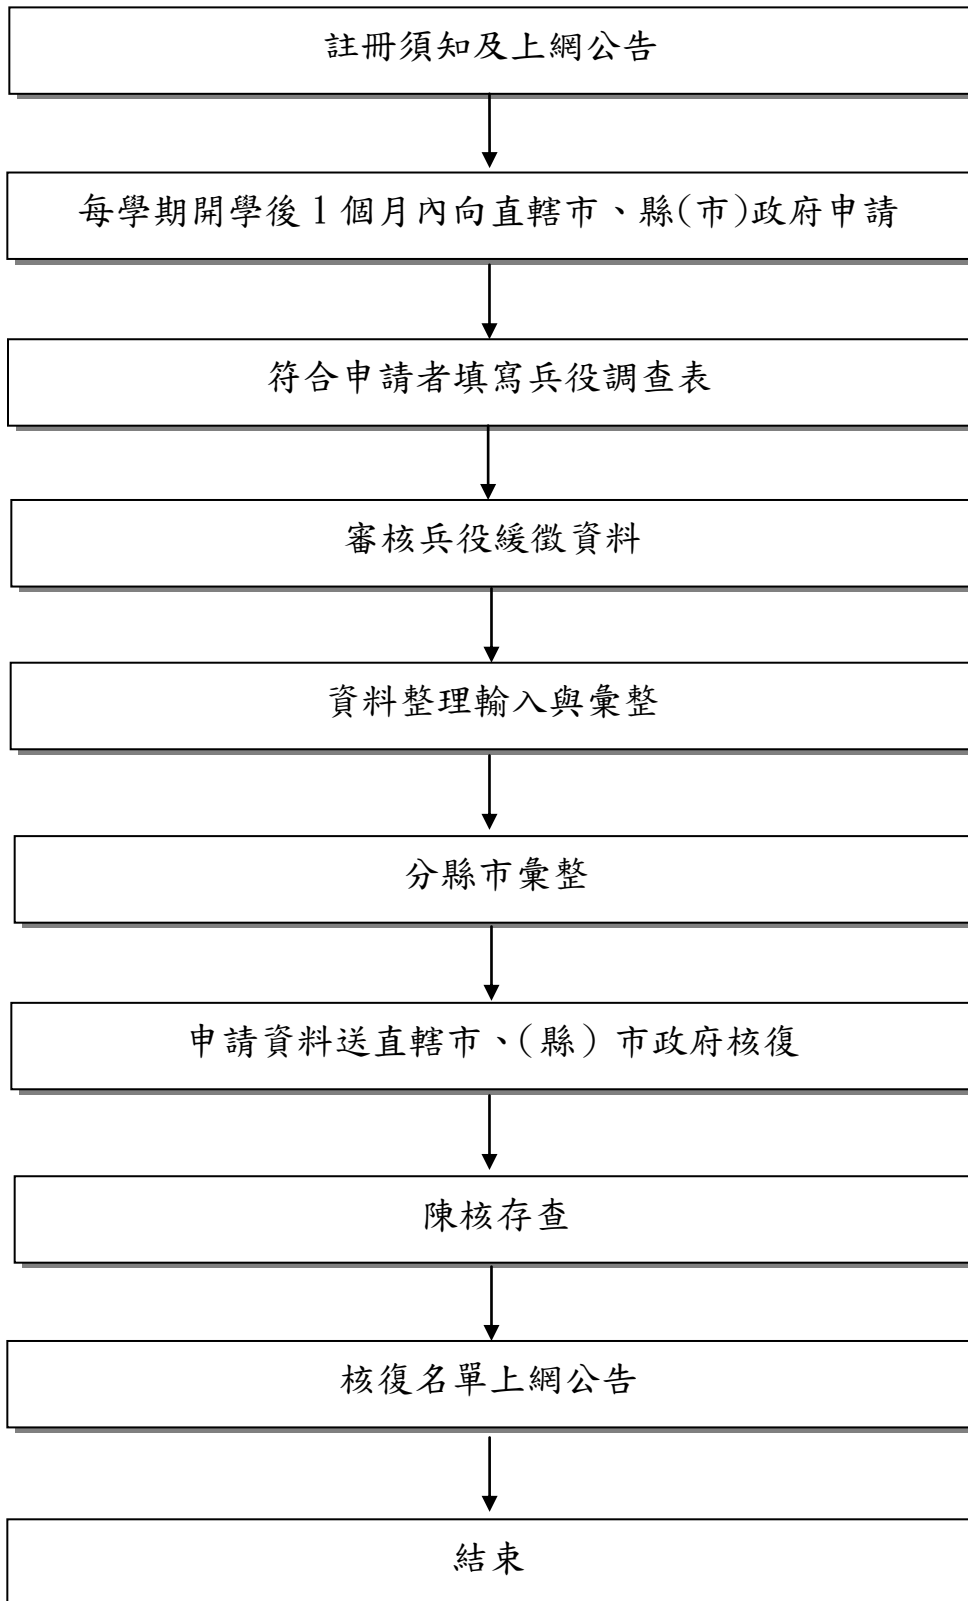 註冊須知及上網公告
每學期開學後1個月內向直轄市、縣(市)政府申請
符合申請者填寫兵役調查表
審核兵役緩徵資料
資料整理輸入與彙整
分縣市彙整
申請資料送直轄市、(縣)市政府核復
陳核存查
核復名單上網公告
結束